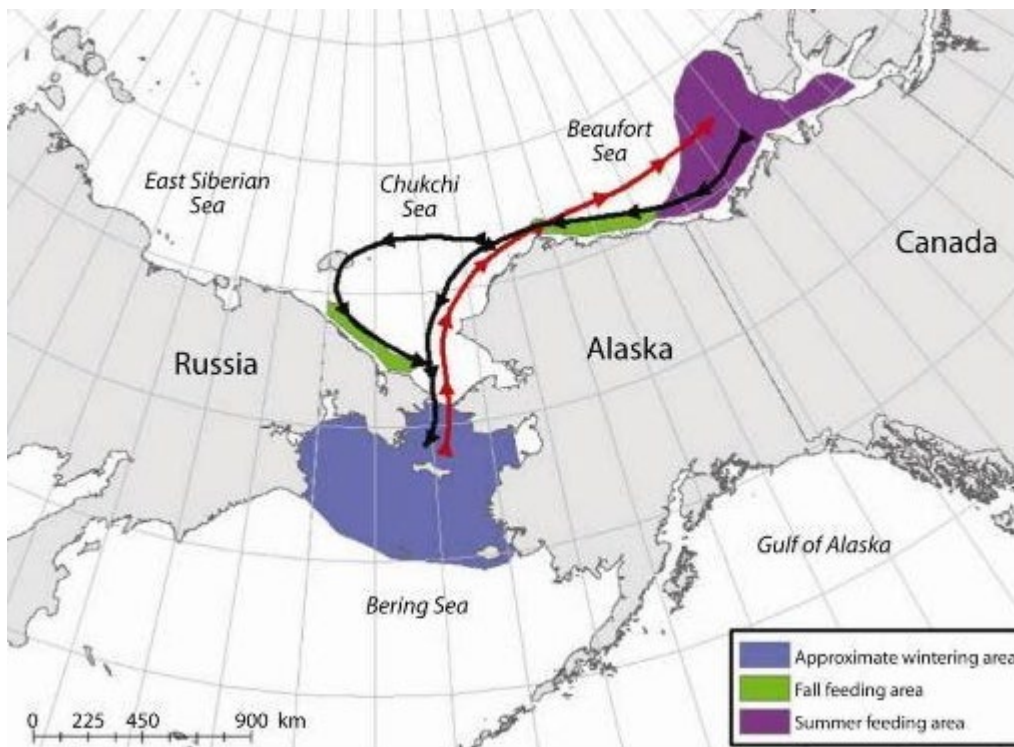 Beaufort
Sea
East Siberian
Sea
Chukchi
Sea
Canada
Russia
Alaska
Gulf of Alaska
Bering Sea
Approximate wintering area
Fall feeding area
Summer feeding area
0 225 450 900 km